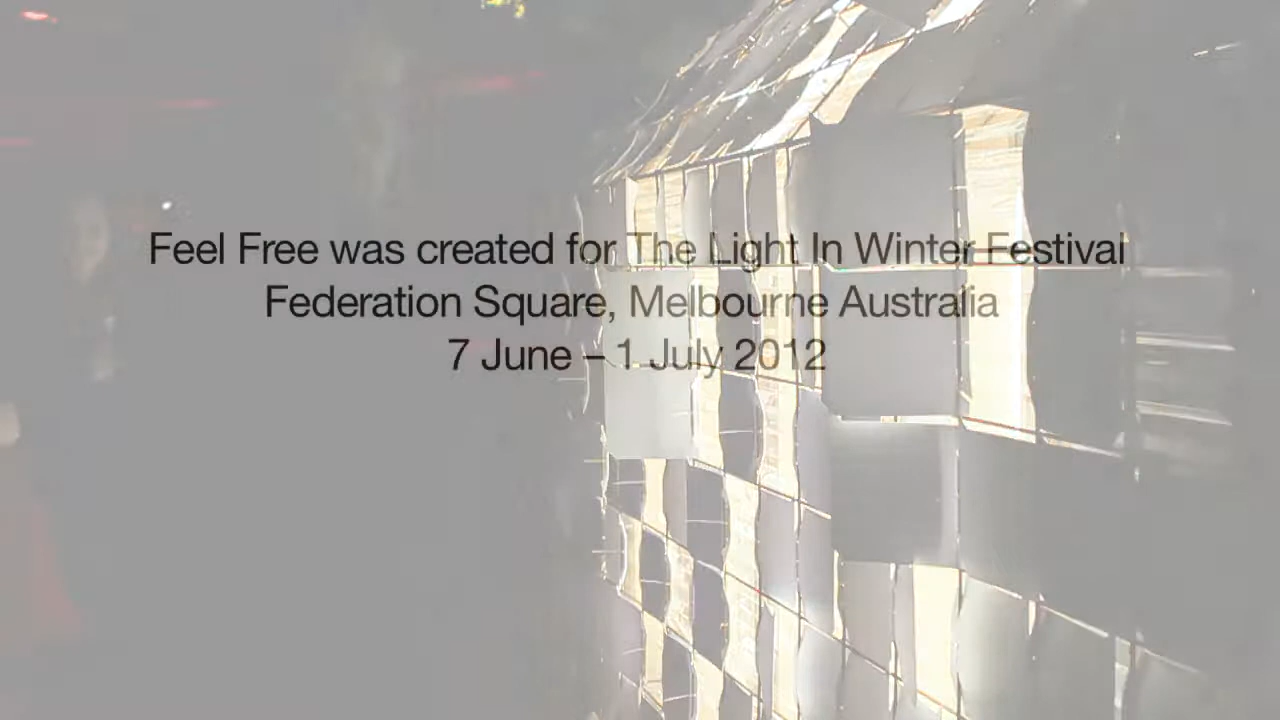 Feel Free was created for The Light In Winter Festival
Federation Square, Melbourne Australia
7 June – 1 July 2012